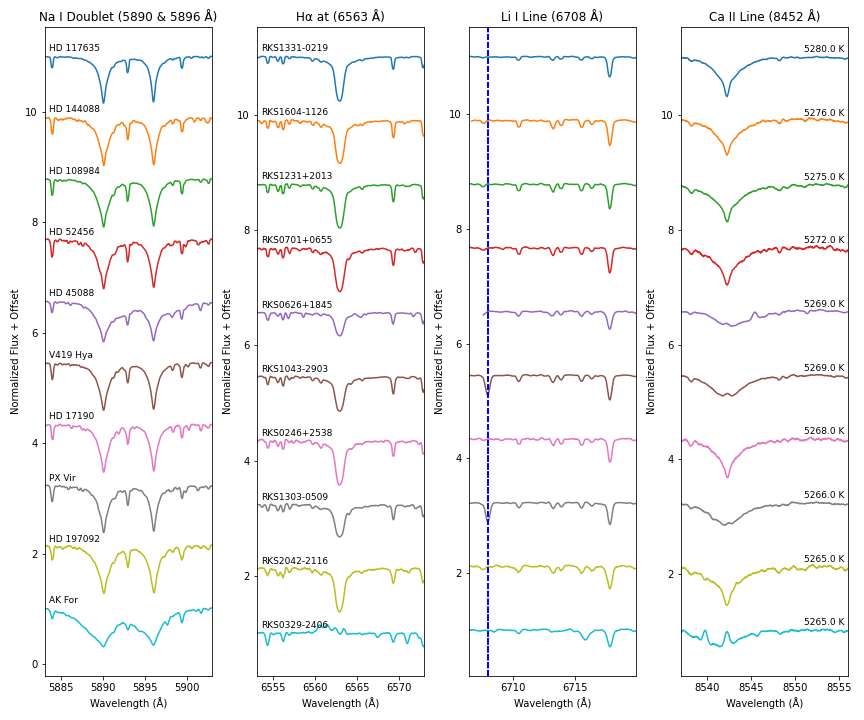 Na I Doublet (5890 & 5896 Å)
Hα at (6563 Å)
Li I Line (6708 Å)
Ca II Line (8452 Å)
HD 117635
HD 144088
HD 108984
HD 52456
HD 45088
V419 Hya
HD 17190
PX Vir
HD 197092
AK For
10
8
6
4
2
0
5885
5890
5895
5900
Wavelength (Å)
Normalized Flux + Offset
RKS1331-0219
RKS1604-1126
RKS1231+2013
RKS0701+0655
RKS0626+1845
RKS1043-2903
RKS0246+2538
RKS1303-0509
RKS2042-2116
RKS0329-2406
10
8
6
4
2
6555
6560
6565
6570
Wavelength (Å)
Normalized Flux + Offset
10
8
6
4
2
6710
6715
Wavelength (Å)
Normalized Flux + Offset
5280.0 K
5276.0 K
5275.0 K
5272.0 K
5269.0 K
5269.0 K
5268.0 K
5266.0 K
5265.0 K
5265.0 K
10
8
6
4
2
8540
8545
8550
8555
Wavelength (Å)
Normalized Flux + Offset